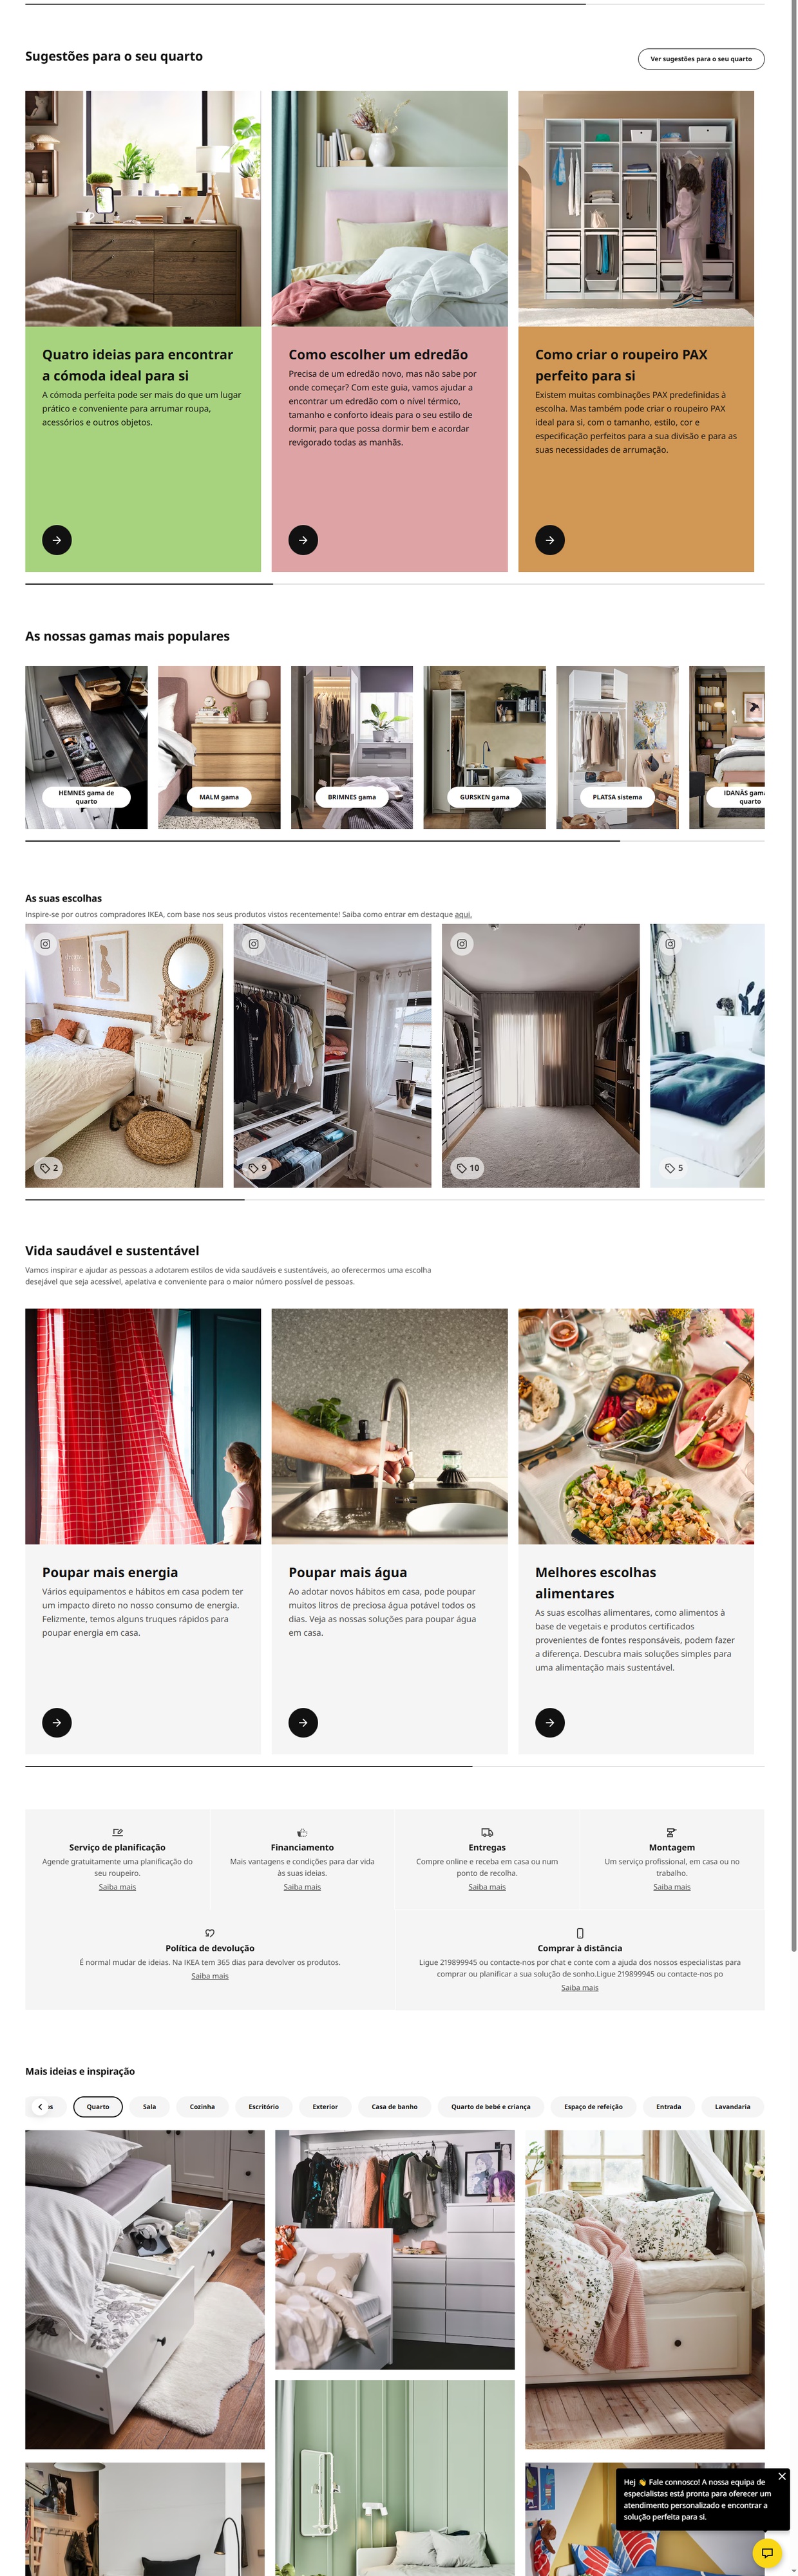 Sugestões para o seu quarto
Ver sugestões para o seu quarto
Quatro ideias para encontrar
a cómoda ideal para si
A cómoda perfeita pode ser mais do que um lugar
prático e conveniente para arrumar roupa,
acessórios e outros objetos.
Como escolher um edredão
Precisa de um edredão novo, mas não sabe por
onde começar? Com este guia, vamos ajudar a
encontrar um edredão com o nível térmico,
tamanho e conforto ideais para o seu estilo de
dormir, para que possa dormir bem e acordar
revigorado todas as manhãs.
Como criar o roupeiro PAX
perfeito para si
Existem muitas combinações PAX predefinidas à
escolha. Mas também pode criar o roupeiro PAX
ideal para si, com o tamanho, estilo, cor e
especificação perfeitos para a sua divisão e para as
suas necessidades de arrumação.
As nossas gamas mais populares
HEMNES gama de
quarto
MALM gama
BRIMNES gama
GURSKEN gama
PLATSA sistema
IDANÄS gam
quarto
As suas escolhas
Inspire-se por outros compradores IKEA, com base nos seus produtos vistos recentemente! Saiba como entrar em destaque aqui.
2
9
10
5
Vida saudável e sustentável
Vamos inspirar e ajudar as pessoas a adotarem estilos de vida saudáveis e sustentáveis, ao oferecermos uma escolha
desejável que seja acessível, apelativa e conveniente para o maior número possível de pessoas.
Poupar mais energia
Vários equipamentos e hábitos em casa podem ter
um impacto direto no nosso consumo de energia.
Felizmente, temos alguns truques rápidos para
poupar energia em casa.
Poupar mais água
Ao adotar novos hábitos em casa, pode poupar
muitos litros de preciosa água potável todos os
dias. Veja as nossas soluções para poupar água
em casa.
Melhores escolhas
alimentares
As suas escolhas alimentares, como alimentos à
base de vegetais e produtos certificados
provenientes de fontes responsáveis, podem fazer
a diferença. Descubra mais soluções simples para
uma alimentação mais sustentável.
Serviço de planificação
Agende gratuitamente uma planificação do
seu roupeiro.
Saiba mais
Financiamento
Mais vantagens e condições para dar vida
às suas ideias.
Saiba mais
Entregas
Compre online e receba em casa ou num
ponto de recolha.
Saiba mais
Montagem
Um serviço profissional, em casa ou no
trabalho.
Saiba mais
Política de devolução
É normal mudar de ideias. Na IKEA tem 365 dias para devolver os produtos.
Saiba mais
Comprar à distância
Ligue 219899945 ou contacte-nos por chat e conte com a ajuda dos nossos especialistas para
comprar ou planificar a sua solução de sonho.Ligue 219899945 ou contacte-nos po
Saiba mais
Mais ideias e inspiração
os
Quarto
Sala
Cozinha
Escritório
Exterior
Casa de banho
Quarto de bebé e criança
Espaço de refeição
Entrada
Lavandaria
Hej 👋 Fale connosco! A nossa equipa de
especialistas está pronta para oferecer um
atendimento personalizado e encontrar a
solução perfeita para si.